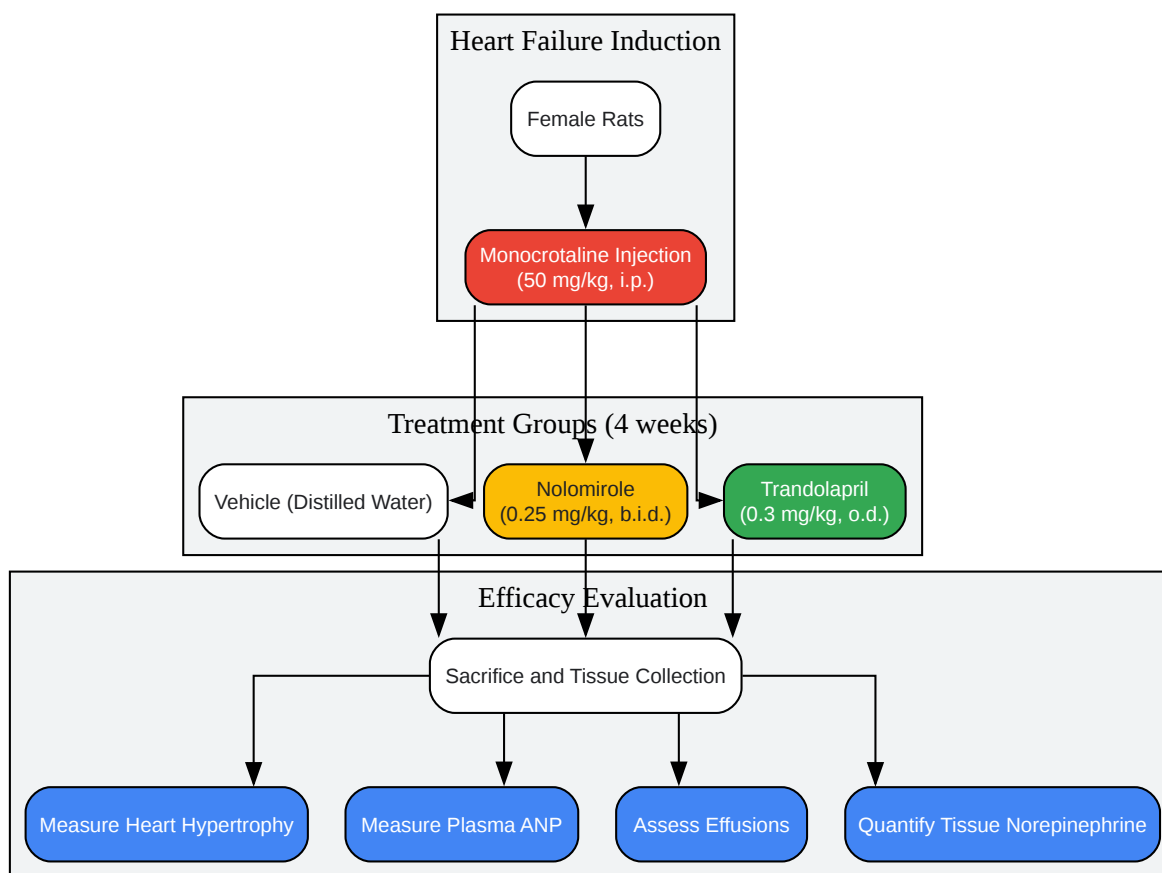 Heart Failure Induction
Female Rats
Monocrotaline Injection
(50 mg/kg, i.p.)
Treatment Groups (4 weeks)
Vehicle (Distilled Water)
Nolomirole
(0.25 mg/kg, b.i.d.)
Trandolapril
(0.3 mg/kg, o.d.)
Efficacy Evaluation
Sacrifice and Tissue Collection
Measure Heart Hypertrophy
Measure Plasma ANP
Assess Effusions
Quantify Tissue Norepinephrine